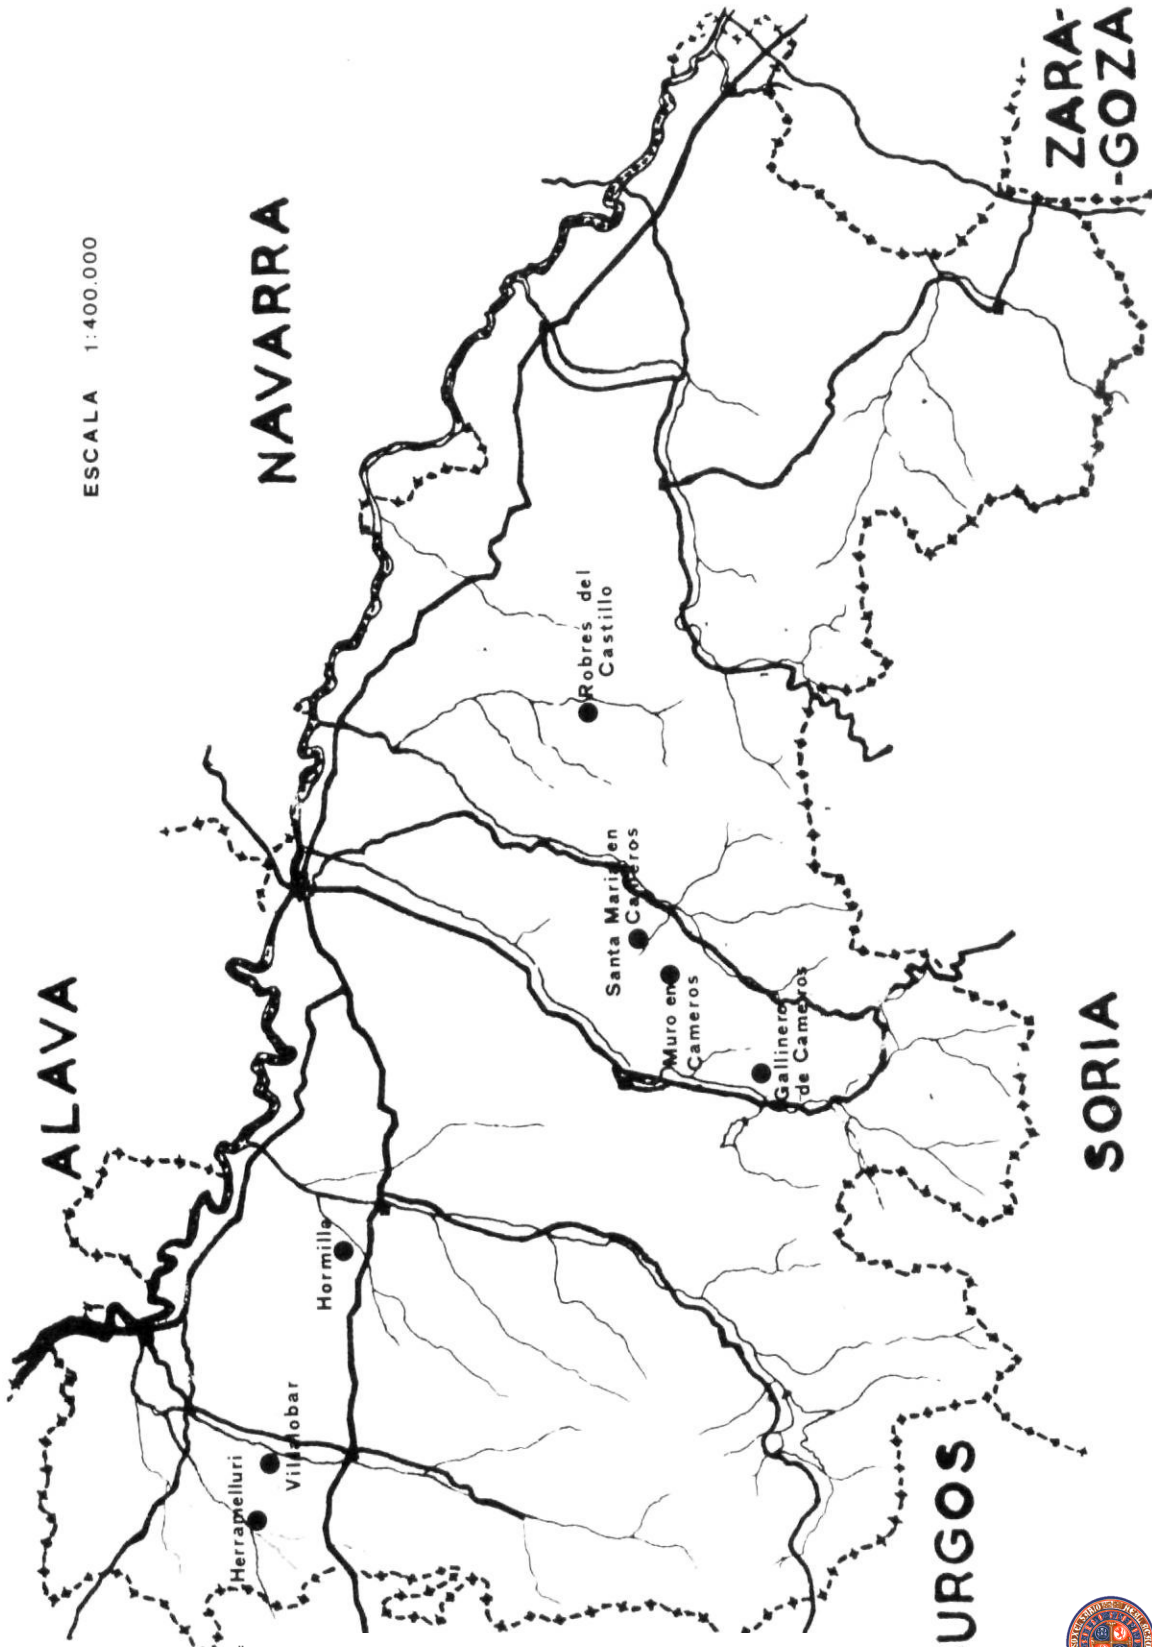 ESCALA 1:400.000
ALAVA
NAVARRA
ZARA-
GOZA
Herramelluri
Villalobar
Hormilla
Robres del
Castillo
Santa Maria en
Cameros
Muro en
Cameros
Gallinero
de Cameros
URGOS
SORIA